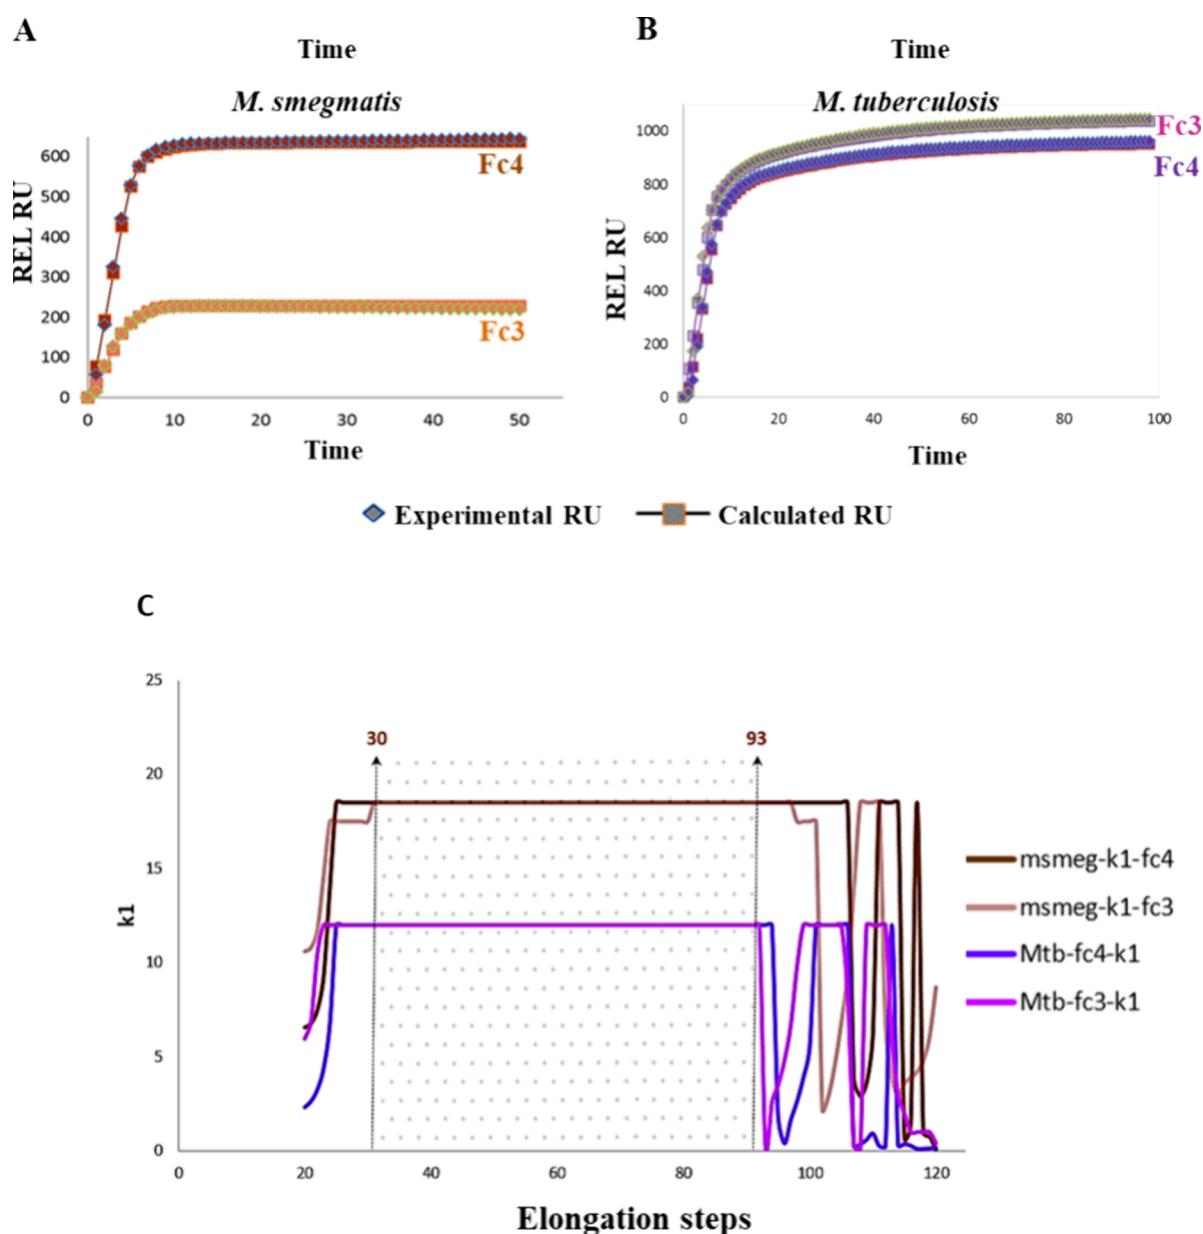 A
B
Time
Time
M. smegmatis
M. tuberculosis
REL RU
600
500
400
300
200
100
0
Fc4
Fc3
0 10 20 30 40 50
Time
REL RU
1000
800
600
400
200
0
Fc3
Fc4
0 20 40 60 80 100
Time
Experimental RU Calculated RU
C
k1
25
20
15
10
5
0
30
93
msmeg-k1-fc4
msmeg-k1-fc3
Mtb-fc4-k1
Mtb-fc3-k1
0 20 40 60 80 100 120
Elongation steps